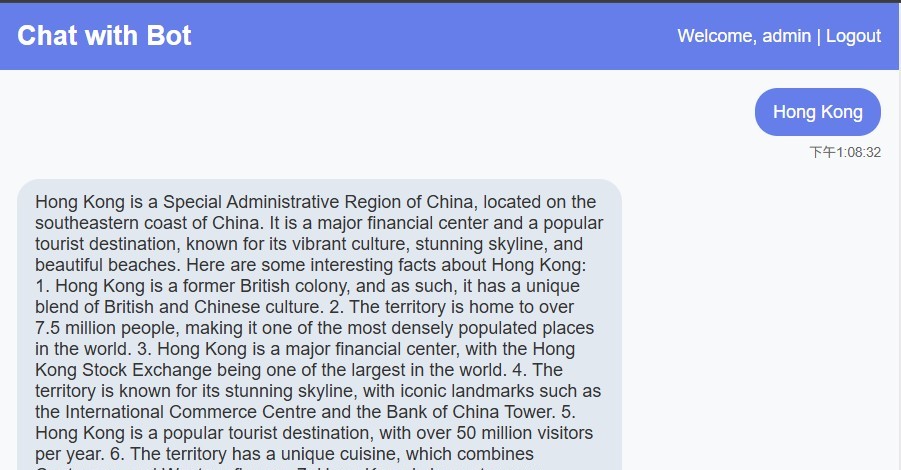 Chat with Bot
Welcome, admin | Logout
Hong Kong
下午1:08:32
Hong Kong is a Special Administrative Region of China, located on the
southeastern coast of China. It is a major financial center and a popular
tourist destination, known for its vibrant culture, stunning skyline, and
beautiful beaches. Here are some interesting facts about Hong Kong:
1. Hong Kong is a former British colony, and as such, it has a unique
blend of British and Chinese culture. 2. The territory is home to over
7.5 million people, making it one of the most densely populated places
in the world. 3. Hong Kong is a major financial center, with the Hong
Kong Stock Exchange being one of the largest in the world. 4. The
territory is known for its stunning skyline, with iconic landmarks such as
the International Commerce Centre and the Bank of China Tower. 5.
Hong Kong is a popular tourist destination, with over 50 million visitors
per year. 6. The territory has a unique cuisine, which combines